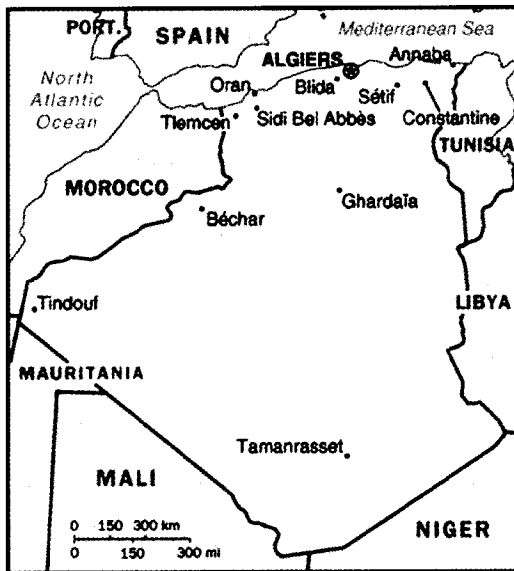 PORT.
SPAIN
Mediterranean Sea
North
Atlantic
Ocean
ALGIERS
Annaba
Oran
Blida
Sétif
Tlemcen
Sidi Bel Abbès
Constantine
TUNISIA
MOROCCO
Ghardaïa
Béchar
Tindouf
LIBYA
MAURITANIA
Tamanrasset
MALI
NIGER
0 150 300 km
0 150 300 mi